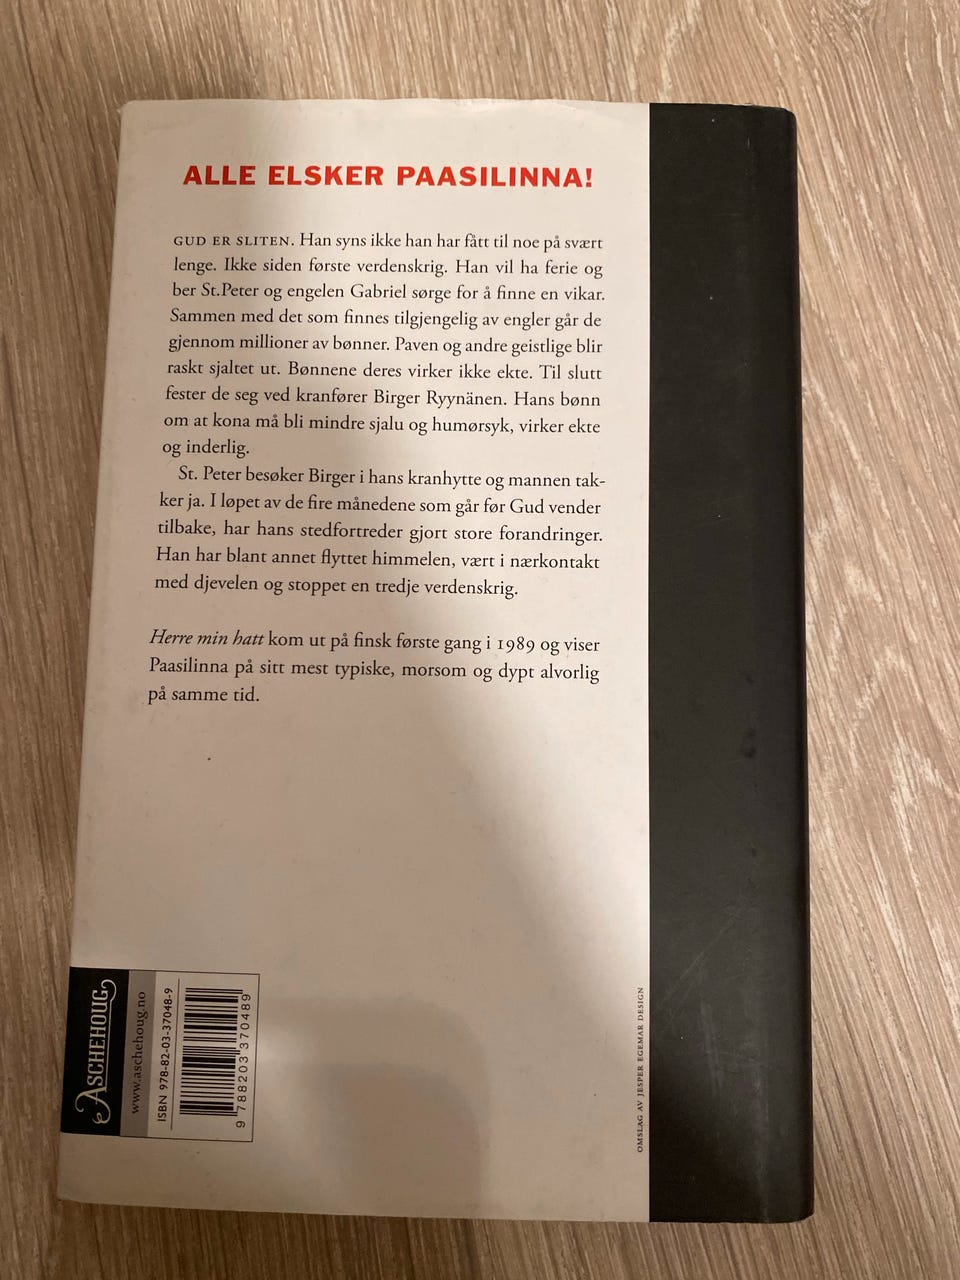 ALLE ELSKER PAASILINNA!
GUD ER SLITEN. Han syns ikke han har fått til noe på svært
lenge. Ikke siden første verdenskrig. Han vil ha ferie og
ber St.Peter og engelen Gabriel sørge for å finne en vikar.
Sammen med det som finnes tilgjengelig av engler går de
gjennom millioner av bønner. Paven og andre geistlige blir
raskt sjaltet ut. Bønnene deres virker ikke ekte. Til slutt
fester de seg ved kranfører Birger Ryynänen. Hans bønn
om at kona må bli mindre sjalu og humørsyk, virker ekte
og inderlig.
St. Peter besøker Birger i hans kranhytte og mannen tak-
ker ja. I løpet av de fire månedene som går før Gud vender
tilbake, har hans stedfortreder gjort store forandringer.
Han har blant annet flyttet himmelen, vært i nærkontakt
med djevelen og stoppet en tredje verdenskrig.
Herre min hatt kom ut på finsk første gang i 1989 og viser
Paasilinna på sitt mest typiske, morsom og dypt alvorlig
på samme tid.
ASCHEHOUG
www.aschehoug.no
ISBN 978-82-03-37048-9
9 788203 370489
OMSLAG AV JESPER EGEMAR DESIGN